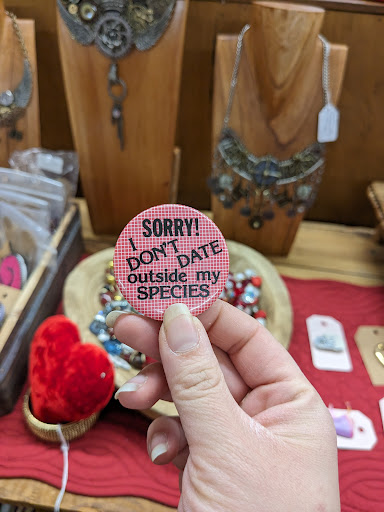 SORRY!
I DON'T DATE
outside my
SPECIES